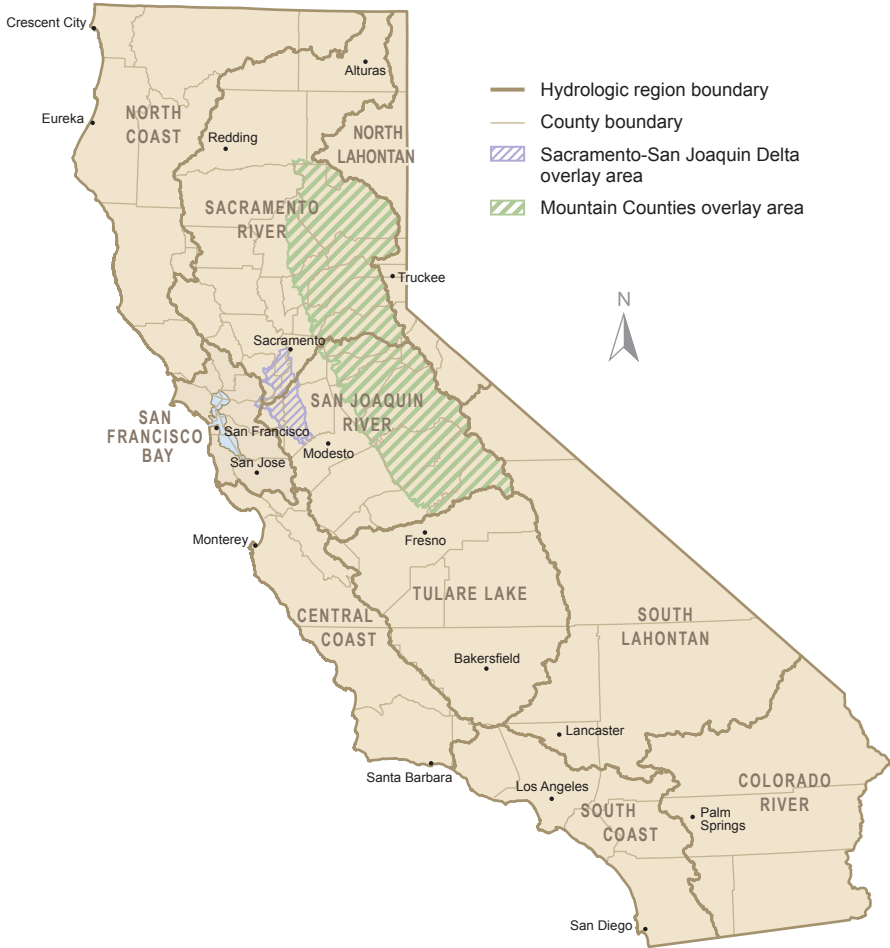 Crescent City
Alturas
Hydrologic region boundary
County boundary
Sacramento-San Joaquin Delta
overlay area
Mountain Counties overlay area
Eureka
NORTH
COAST
Redding
NORTH
LAHONTAN
SACRAMENTO
RIVER
Truckee
N
Sacramento
SAN JOAQUIN
RIVER
SAN
FRANCISCO
BAY
San Francisco
Modesto
San Jose
Monterey
Fresno
TULARE LAKE
CENTRAL
COAST
SOUTH
LAHONTAN
Bakersfield
Lancaster
Santa Barbara
Los Angeles
SOUTH
COAST
COLORADO
RIVER
Palm
Springs
San Diego